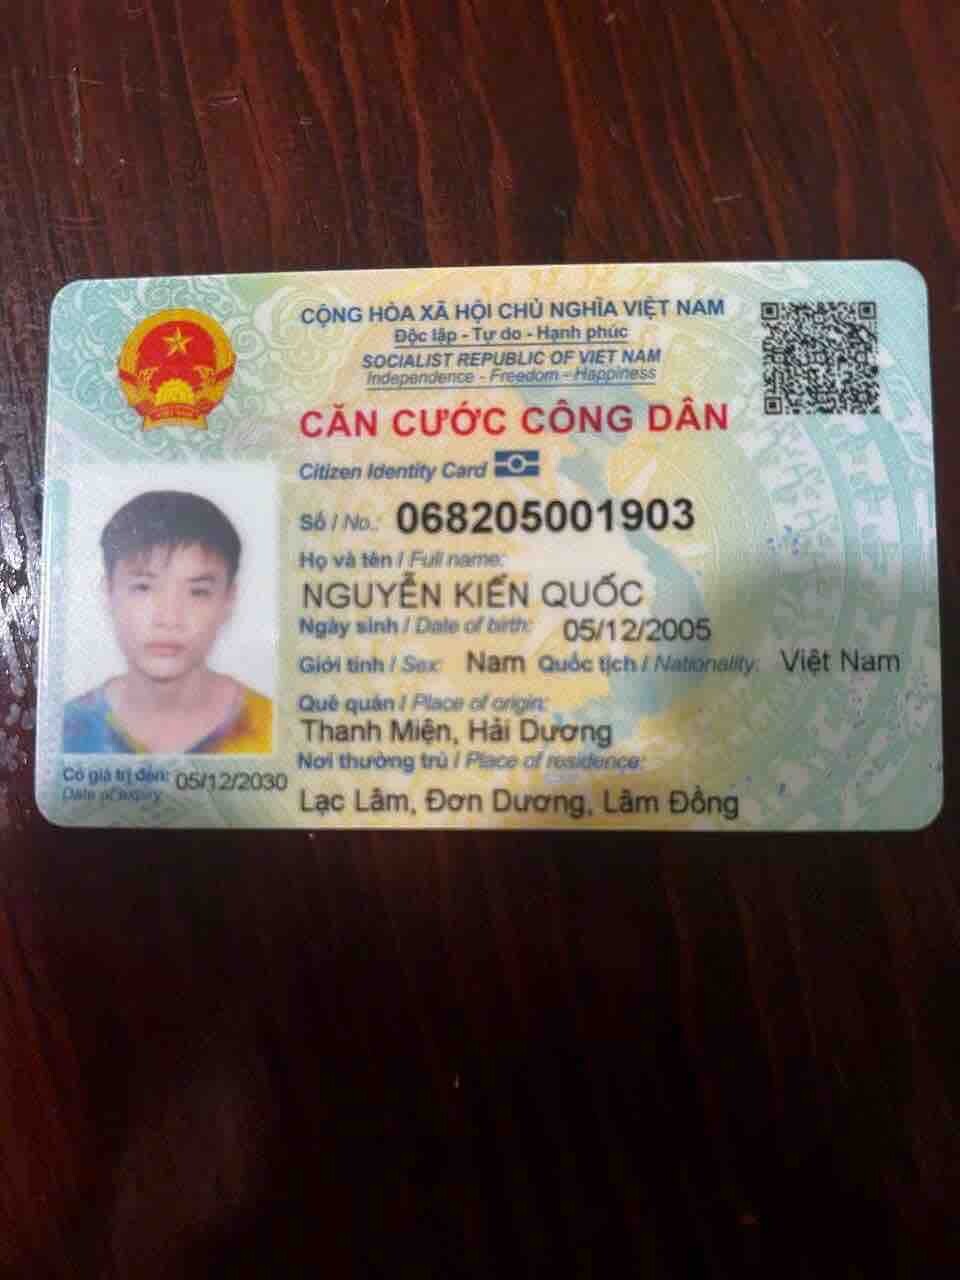 CỘNG HÒA XÃ HỘI CHỦ NGHĨA VIỆT NAM
Độc lập - Tự do - Hạnh phúc
SOCIALIST REPUBLIC OF VIET NAM
Independence - Freedom - Happiness
CĂN CƯỚC CÔNG DÂN
Citizen Identity Card
Số / No.: 068205001903
Họ và tên / Full name:
NGUYỄN KIẾN QUỐC
Ngày sinh / Date of birth: 05/12/2005
Giới tính / Sex: Nam Quốc tịch / Nationality: Việt Nam
Quê quán / Place of origin:
Thanh Miện, Hải Dương
Nơi thường trú / Place of residence:
Lạc Lâm, Đơn Dương, Lâm Đồng
Có giá trị đến: 05/12/2030
Date of expiry